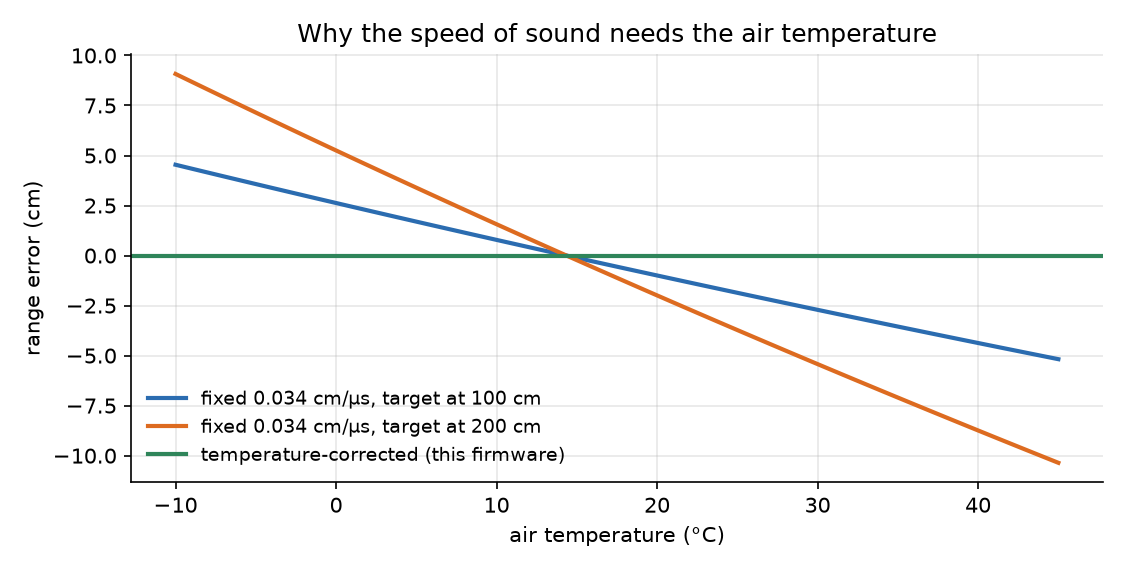 Why the speed of sound needs the air temperature
10.0
7.5
5.0
2.5
0.0
−2.5
−5.0
−7.5
−10.0
range error (cm)
fixed 0.034 cm/µs, target at 100 cm
fixed 0.034 cm/µs, target at 200 cm
temperature-corrected (this firmware)
−10 0 10 20 30 40
air temperature (°C)